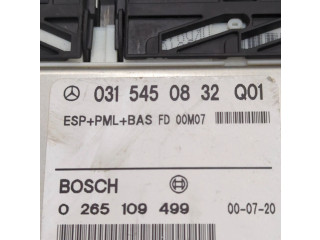 031 545 08 32 Q01
ESP+PML+BAS FD 00M07
BOSCH
0 265 109 499 00-07-20